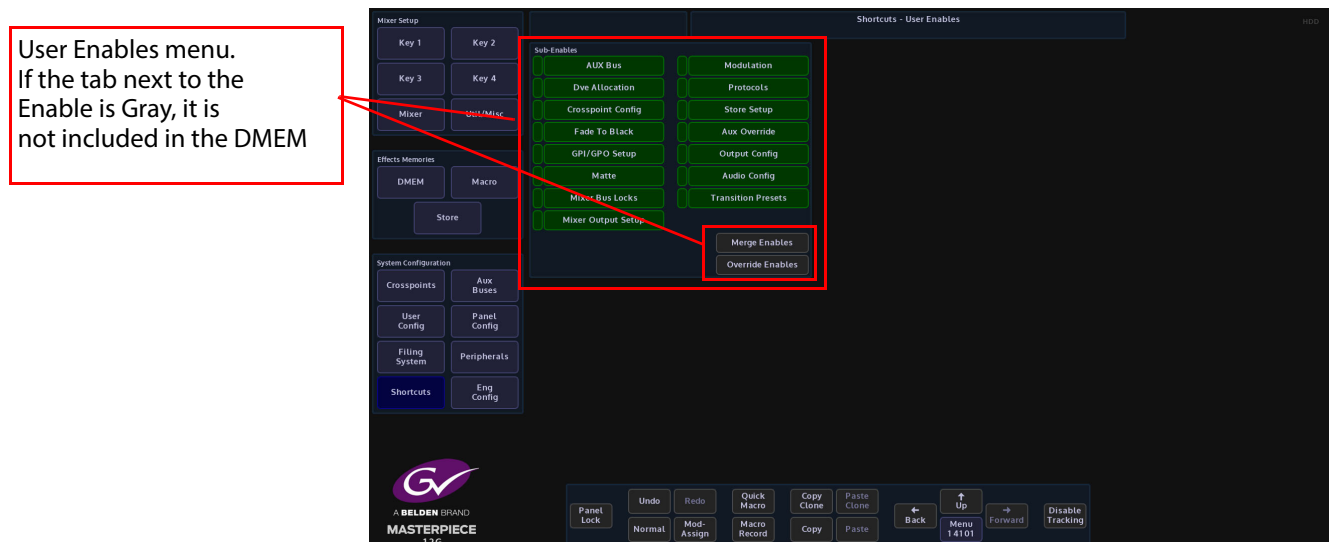 User Enables menu.
If the tab next to the
Enable is Gray, it is
not included in the DMEM
Mixer Setup
Key 1
Key 2
Key 3
Key 4
Mixer
Util/Misc
Effects Memories
DMEM
Macro
Store
System Configuration
Crosspoints
Aux
Buses
User
Config
Panel
Config
Filing
System
Peripherals
Shortcuts
Eng
Config
Shortcuts - User Enables
HDD
Sub-Enables
AUX Bus
Modulation
Dve Allocation
Protocols
Crosspoint Config
Store Setup
Fade To Black
Aux Override
GPI/GPO Setup
Output Config
Matte
Audio Config
Mixer Bus Locks
Transition Presets
Mixer Output Setup
Merge Enables
Override Enables
GV
A BELDEN BRAND
MASTERPIECE
12G
Panel
Lock
Undo
Redo
Quick
Macro
Copy
Clone
Paste
Clone
Normal
Mod-
Assign
Macro
Record
Copy
Paste
Back
Up
Menu
14101
Forward
Disable
Tracking